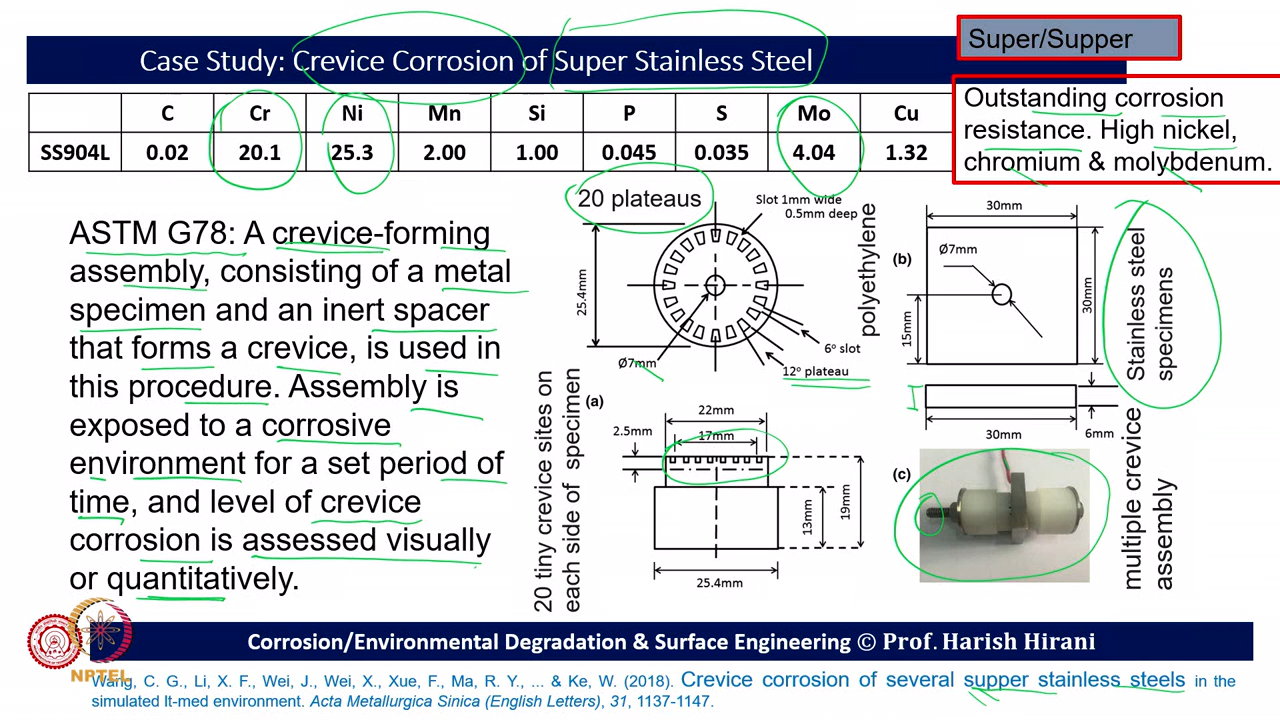 Super/Supper
Case Study: Crevice Corrosion of Super Stainless Steel
C Cr Ni Mn Si P S Mo Cu
SS904L 0.02 20.1 25.3 2.00 1.00 0.045 0.035 4.04 1.32
Outstanding corrosion
resistance. High nickel,
chromium & molybdenum.
ASTM G78: A crevice-forming
assembly, consisting of a metal
specimen and an inert spacer
that forms a crevice, is used in
this procedure. Assembly is
exposed to a corrosive
environment for a set period of
time, and level of crevice
corrosion is assessed visually
or quantitatively.
20 plateaus
Slot 1mm wide
0.5mm deep
25.4mm
Ø7mm
6° slot
12° plateau
polyethylene
(a)
22mm
17mm
2.5mm
13mm
19mm
25.4mm
20 tiny crevice sites on
each side of specimen
(b)
30mm
Ø7mm
15mm
30mm
30mm
6mm
Stainless steel
specimens
(c)
multiple crevice
assembly
Corrosion/Environmental Degradation & Surface Engineering © Prof. Harish Hirani
NPTEL
Wang, C. G., Li, X. F., Wei, J., Wei, X., Xue, F., Ma, R. Y., ... & Ke, W. (2018). Crevice corrosion of several supper stainless steels in the
simulated lt-med environment. Acta Metallurgica Sinica (English Letters), 31, 1137-1147.